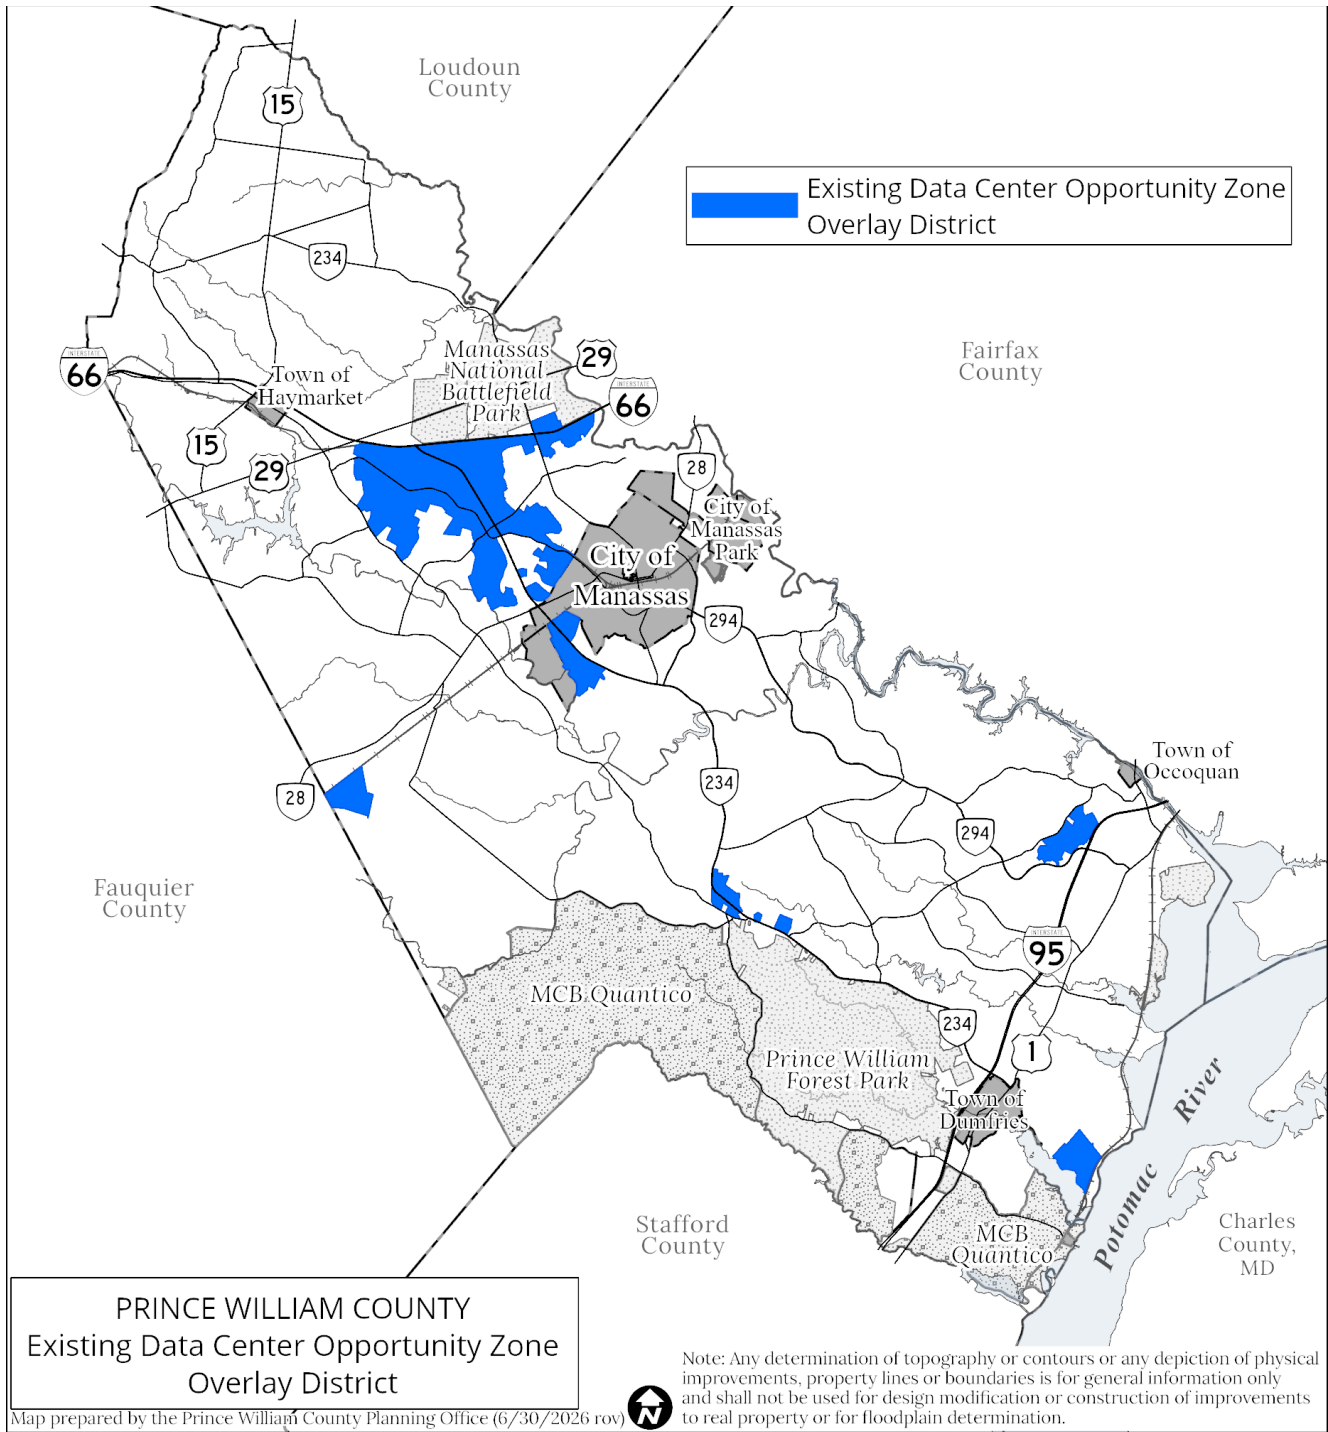 Loudoun
County
15
Existing Data Center Opportunity Zone
Overlay District
234
Manassas
National
Battlefield
Park
29
INTERSTATE
66
Fairfax
County
INTERSTATE
66
Town of
Haymarket
15
29
28
City of
Manassas
Park
City of
Manassas
294
Town of
Occoquan
28
234
294
Fauquier
County
INTERSTATE
95
MCB Quantico
234
1
Prince William
Forest Park
Town of
Dumfries
Potomac River
Stafford
County
MCB
Quantico
Charles
County,
MD
PRINCE WILLIAM COUNTY
Existing Data Center Opportunity Zone
Overlay District
Map prepared by the Prince William County Planning Office (6/30/2026 rov)
N
Note: Any determination of topography or contours or any depiction of physical
improvements, property lines or boundaries is for general information only
and shall not be used for design modification or construction of improvements
to real property or for floodplain determination.